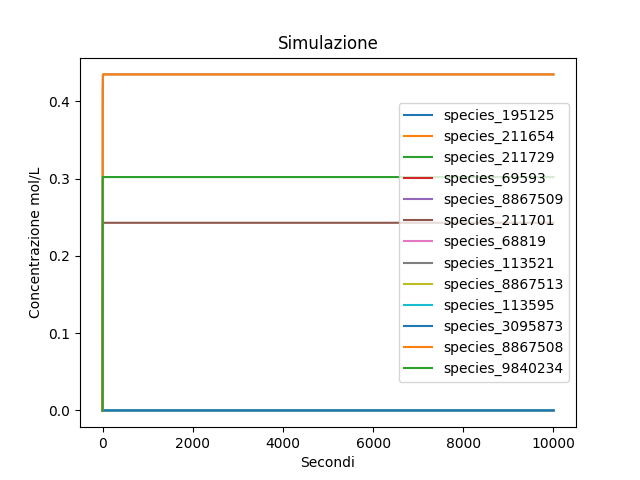 Simulazione
Concentrazione mol/L
0.4
0.3
0.2
0.1
0.0
species_195125
species_211654
species_211729
species_69593
species_8867509
species_211701
species_68819
species_113521
species_8867513
species_113595
species_3095873
species_8867508
species_9840234
0 2000 4000 6000 8000 10000
Secondi